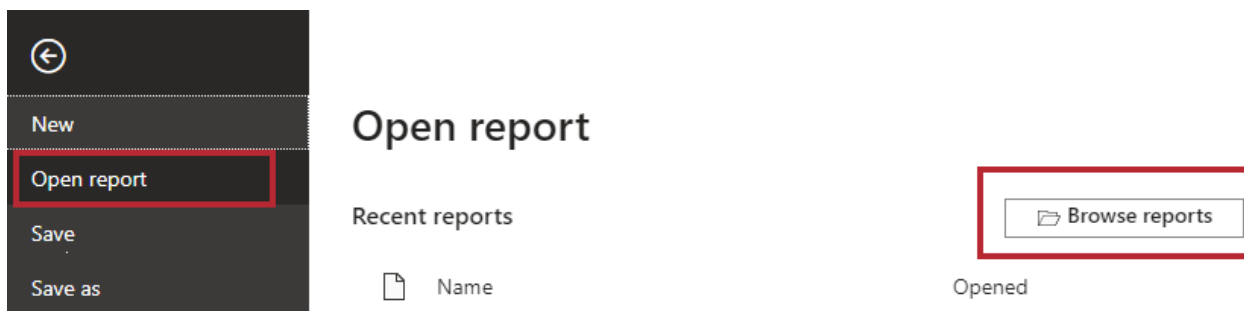 New
Open report
Save
Save as
Open report
Recent reports
Browse reports
Name
Opened